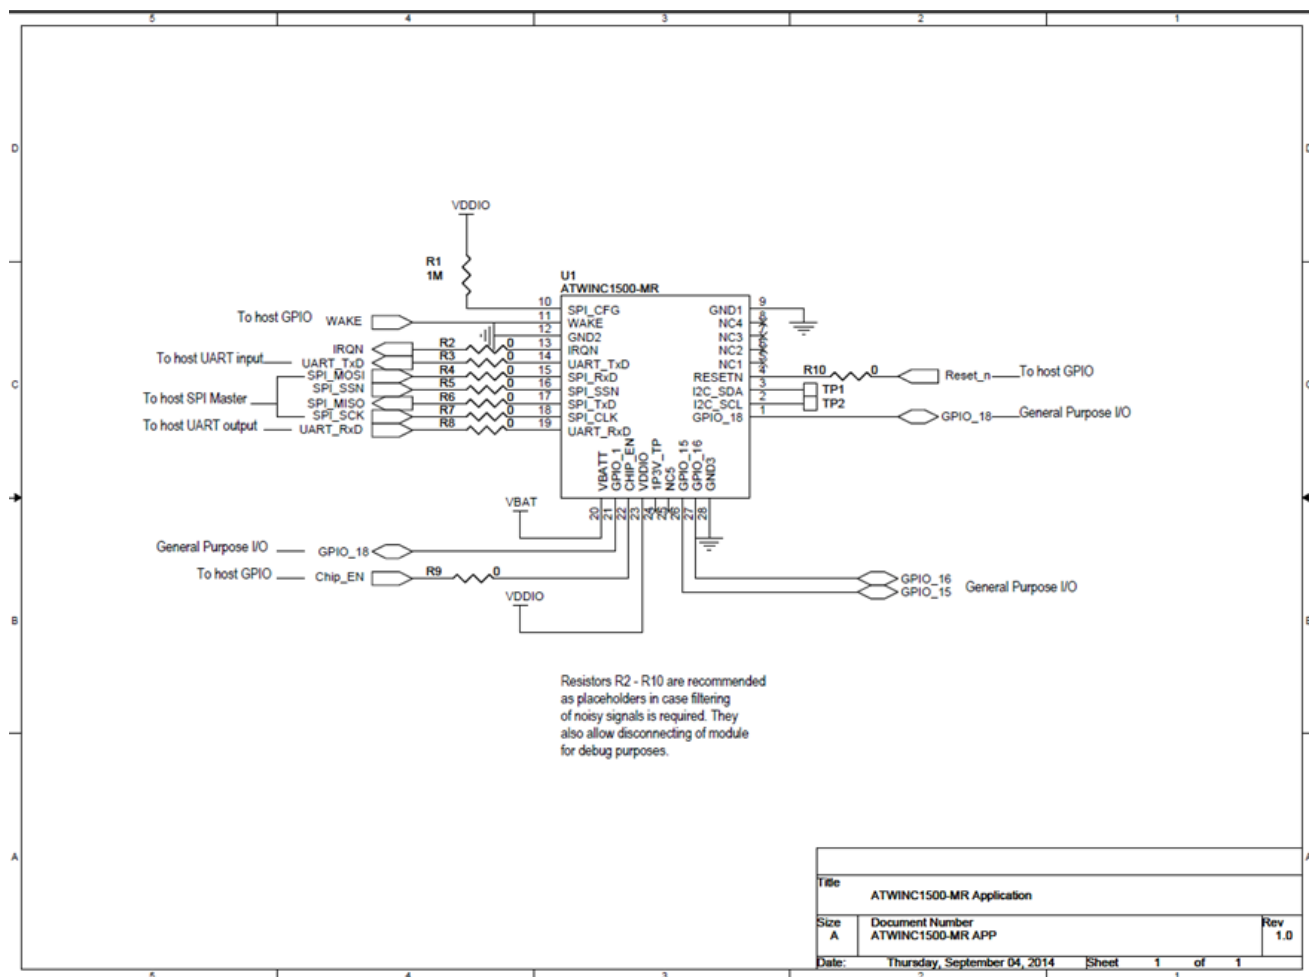 5 4 3 2 1
D D
VDDIO
R1
1M
U1
ATWINC1500-MR
10 SPI_CFG GND1 9
To host GPIO WAKE 11 WAKE NC4 8
12 GND2 NC3
IRQN R2 0 13 IRQN NC2
To host UART input UART_TxD R3 0 14 UART_TxD NC1
SPI_MOSI R4 0 15 SPI_RxD RESETN R10 0 Reset_n To host GPIO
SPI_SSN R5 0 16 SPI_SSN I2C_SDA 3 TP1
To host SPI Master SPI_MISO R6 0 17 SPI_TxD I2C_SCL 2 TP2
SPI_SCK R7 0 18 SPI_CLK GPIO_18 1 GPIO_18 General Purpose I/O
To host UART output UART_RxD R8 0 19 UART_RxD
C
VBATT GPIO_1 CHIP_EN VDDIO 1P3V_TP NC5 GPIO_15 GPIO_16 GND3
20 21 22 23 24 25 26 27 28
VBAT
General Purpose I/O GPIO_18
To host GPIO Chip_EN R9 0
GPIO_16
GPIO_15 General Purpose I/O
VDDIO
B B
Resistors R2 - R10 are recommended
as placeholders in case filtering
of noisy signals is required. They
also allow disconnecting of module
for debug purposes.
A A
Title
ATWINC1500-MR Application
Size Document Number Rev
A ATWINC1500-MR APP 1.0
Date: Thursday, September 04, 2014 Sheet 1 of 1
5 4 3 2 1